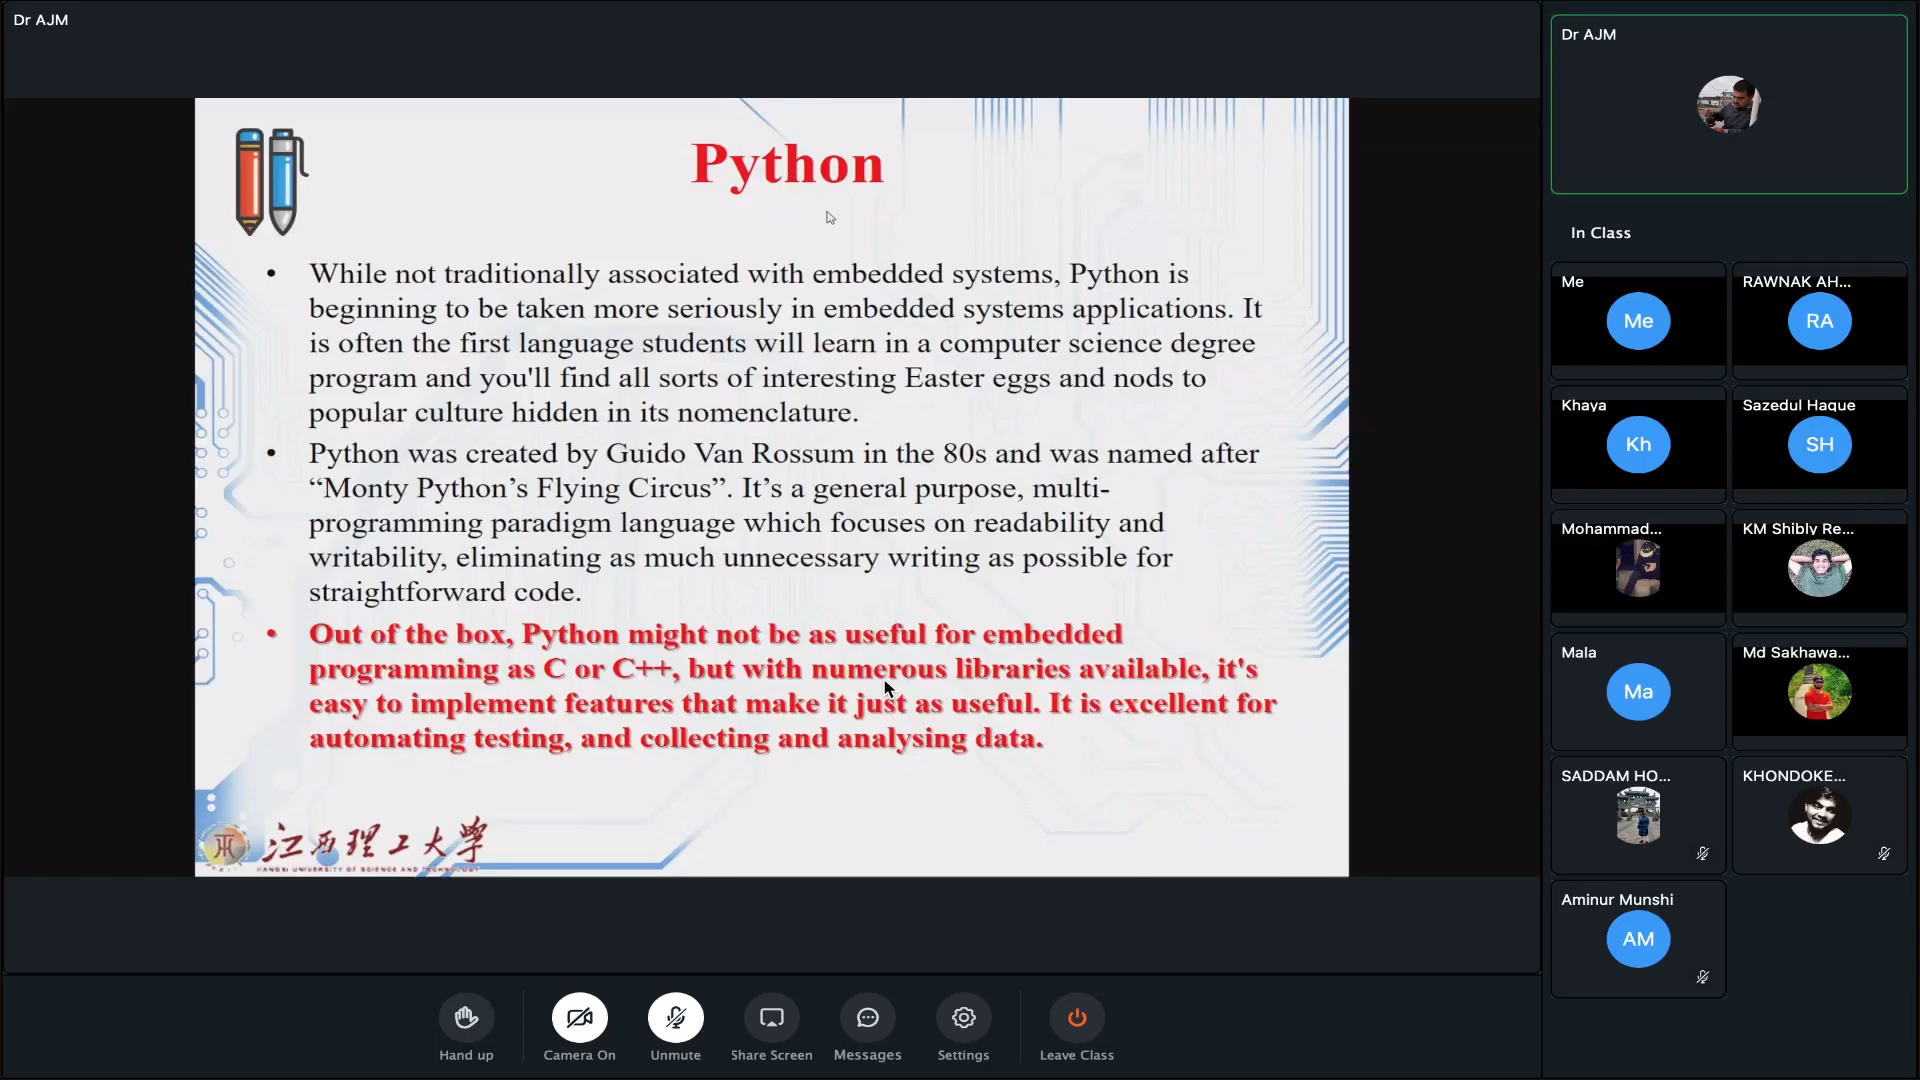 Dr AJM
Python
• While not traditionally associated with embedded systems, Python is
beginning to be taken more seriously in embedded systems applications. It
is often the first language students will learn in a computer science degree
program and you'll find all sorts of interesting Easter eggs and nods to
popular culture hidden in its nomenclature.
• Python was created by Guido Van Rossum in the 80s and was named after
“Monty Python’s Flying Circus”. It’s a general purpose, multi-
programming paradigm language which focuses on readability and
writability, eliminating as much unnecessary writing as possible for
straightforward code.
• Out of the box, Python might not be as useful for embedded
programming as C or C++, but with numerous libraries available, it's
easy to implement features that make it just as useful. It is excellent for
automating testing, and collecting and analysing data.
江西理工大学
UNIVERSITY OF SCIENCE AND TECHNOLOGY
Hand up
Camera On
Unmute
Share Screen
Messages
Settings
Leave Class
Dr AJM
In Class
Me
Me
RAWNAK AH...
RA
Khaya
Kh
Sazedul Haque
SH
Mohammad...
KM Shibly Re...
Mala
Ma
Md Sakhawa...
SADDAM HO...
KHONDOKE...
Aminur Munshi
AM